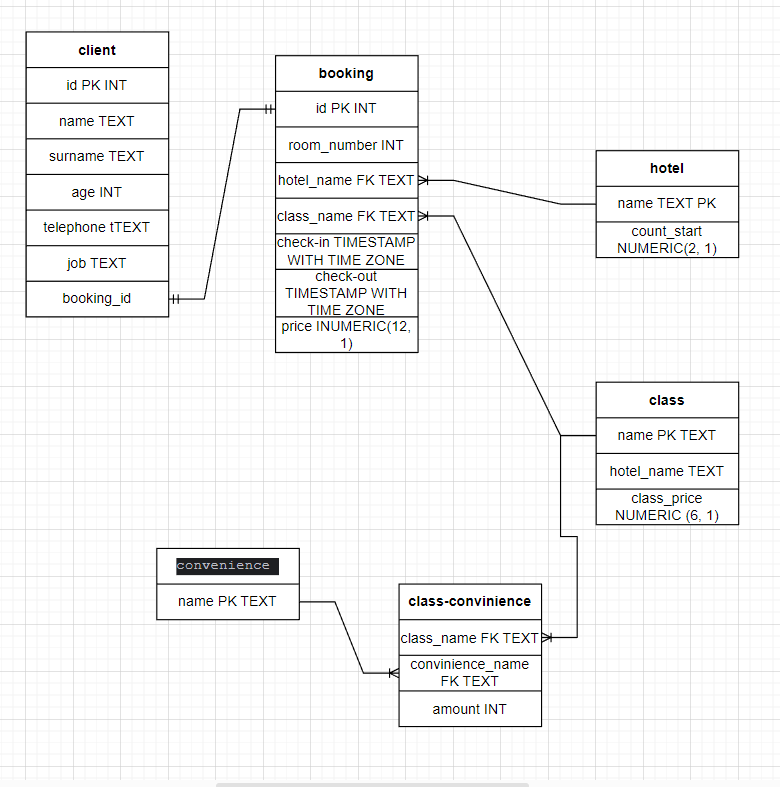 client
id PK INT
name TEXT
surname TEXT
age INT
telephone tTEXT
job TEXT
booking_id
booking
id PK INT
room_number INT
hotel_name FK TEXT
class_name FK TEXT
check-in TIMESTAMP
WITH TIME ZONE
check-out
TIMESTAMP WITH
TIME ZONE
price INUMERIC(12,
1)
hotel
name TEXT PK
count_start
NUMERIC(2, 1)
class
name PK TEXT
hotel_name TEXT
class_price
NUMERIC (6, 1)
convenience
name PK TEXT
class-convinience
class_name FK TEXT
convinience_name
FK TEXT
amount INT